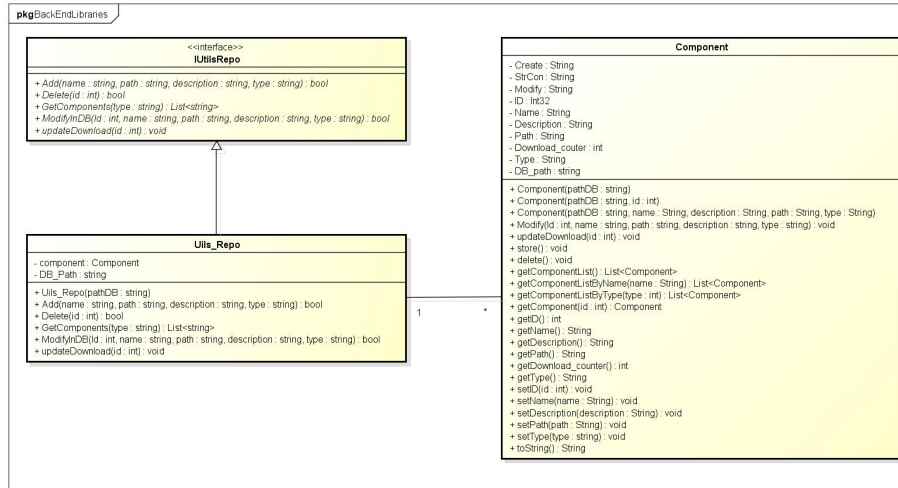 pkg BackEndLibraries
<<interface>>
IUtilsRepo
+ Add(name : string, path : string, description : string, type : string) : bool
+ Delete(id : int) : bool
+ GetComponents(type : string) : List<string>
+ ModifyInDB(Id : int, name : string, path : string, description : string, type : string) : bool
+ updateDownload(id : int) : void
Uils_Repo
- component : Component
- DB_Path : string
+ Uils_Repo(pathDB : string)
+ Add(name : string, path : string, description : string, type : string) : bool
+ Delete(id : int) : bool
+ GetComponents(type : string) : List<string>
+ ModifyInDB(Id : int, name : string, path : string, description : string, type : string) : bool
+ updateDownload(id : int) : void
1
*
Component
- Create : String
- StrCon : String
- Modify : String
- ID : Int32
- Name : String
- Description : String
- Path : String
- Download_couter : int
- Type : String
- DB_path : string
+ Component(pathDB : string)
+ Component(pathDB : string, id : int)
+ Component(pathDB : string, name : String, description : String, path : String, type : String)
+ Modify(Id : int, name : string, path : string, description : string, type : string) : void
+ updateDownload(id : int) : void
+ store() : void
+ delete() : void
+ getComponentList() : List<Component>
+ getComponentListByName(name : String) : List<Component>
+ getComponentListByType(type : int) : List<Component>
+ getComponent(id : int) : Component
+ getID() : int
+ getName() : String
+ getDescription() : String
+ getPath() : String
+ getDownload_counter() : int
+ getType() : String
+ setID(id : int) : void
+ setName(name : String) : void
+ setDescription(description : String) : void
+ setPath(path : String) : void
+ setType(type : string) : void
+ toString() : String